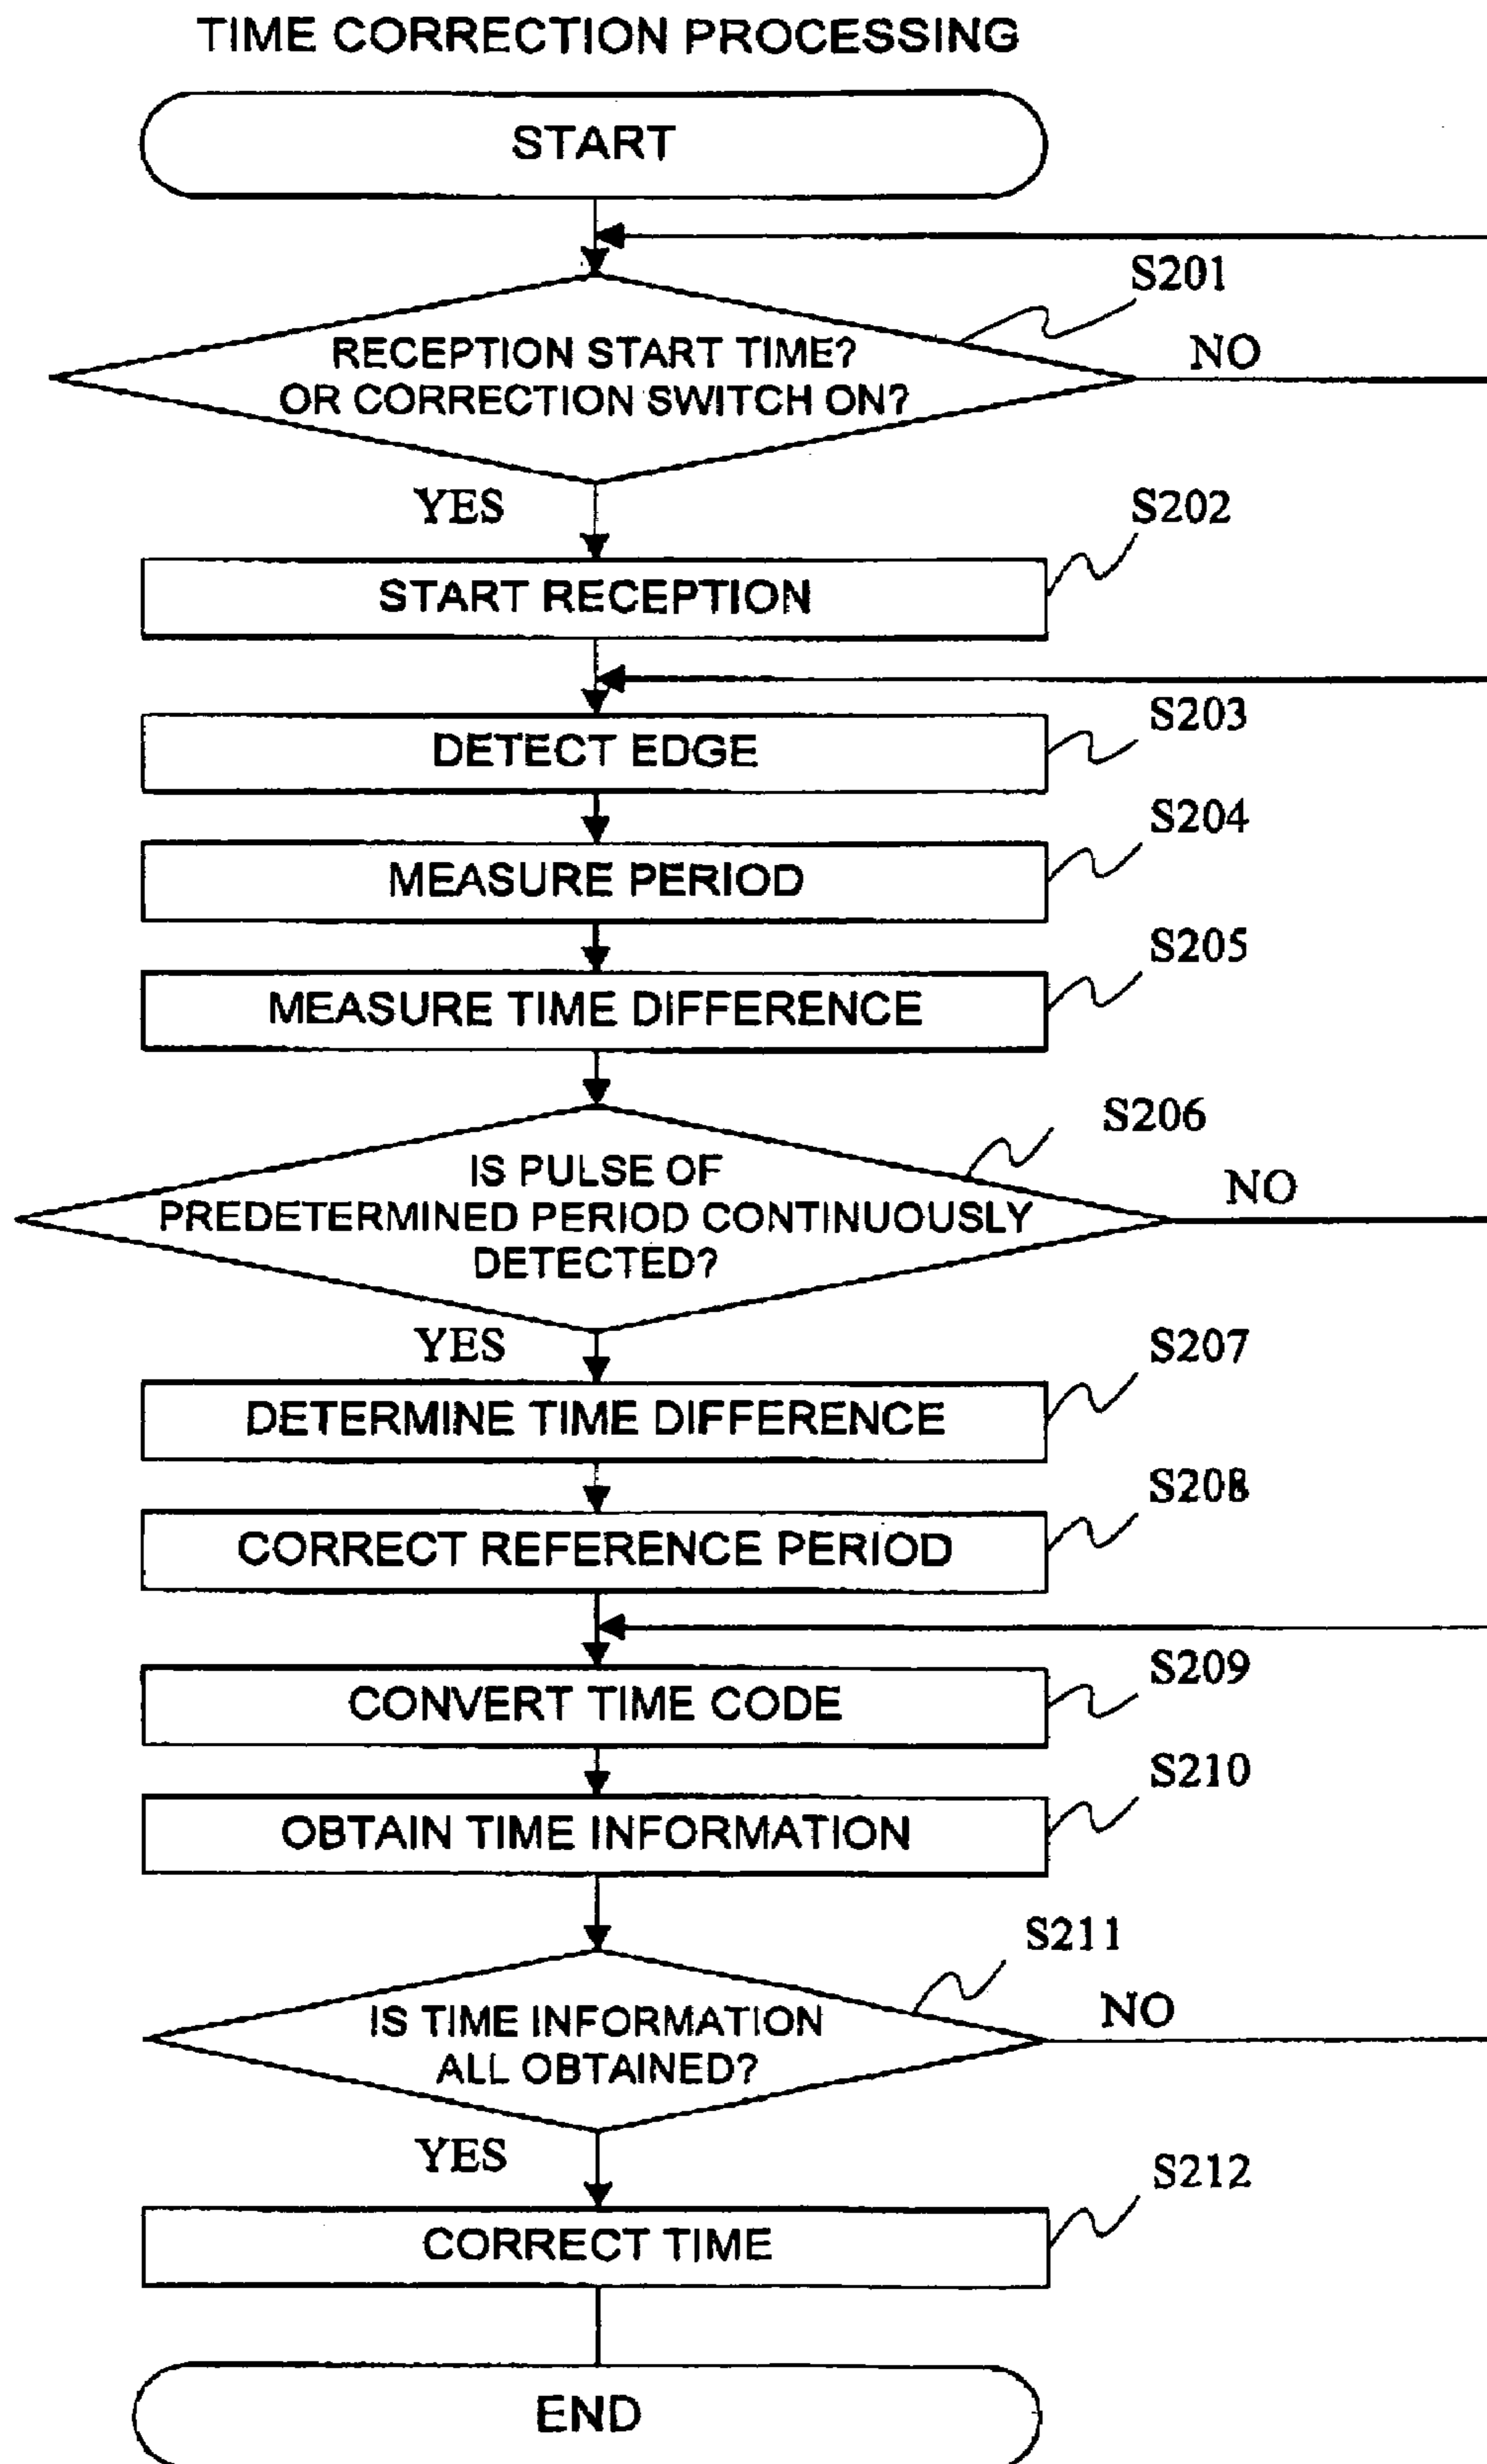 TIME CORRECTION PROCESSING
START
S201
RECEPTION START TIME?
OR CORRECTION SWITCH ON?
NO
YES
S202
START RECEPTION
S203
DETECT EDGE
S204
MEASURE PERIOD
S205
MEASURE TIME DIFFERENCE
S206
IS PULSE OF
PREDETERMINED PERIOD CONTINUOUSLY
DETECTED?
NO
YES
S207
DETERMINE TIME DIFFERENCE
S208
CORRECT REFERENCE PERIOD
S209
CONVERT TIME CODE
S210
OBTAIN TIME INFORMATION
S211
IS TIME INFORMATION
ALL OBTAINED?
NO
YES
S212
CORRECT TIME
END